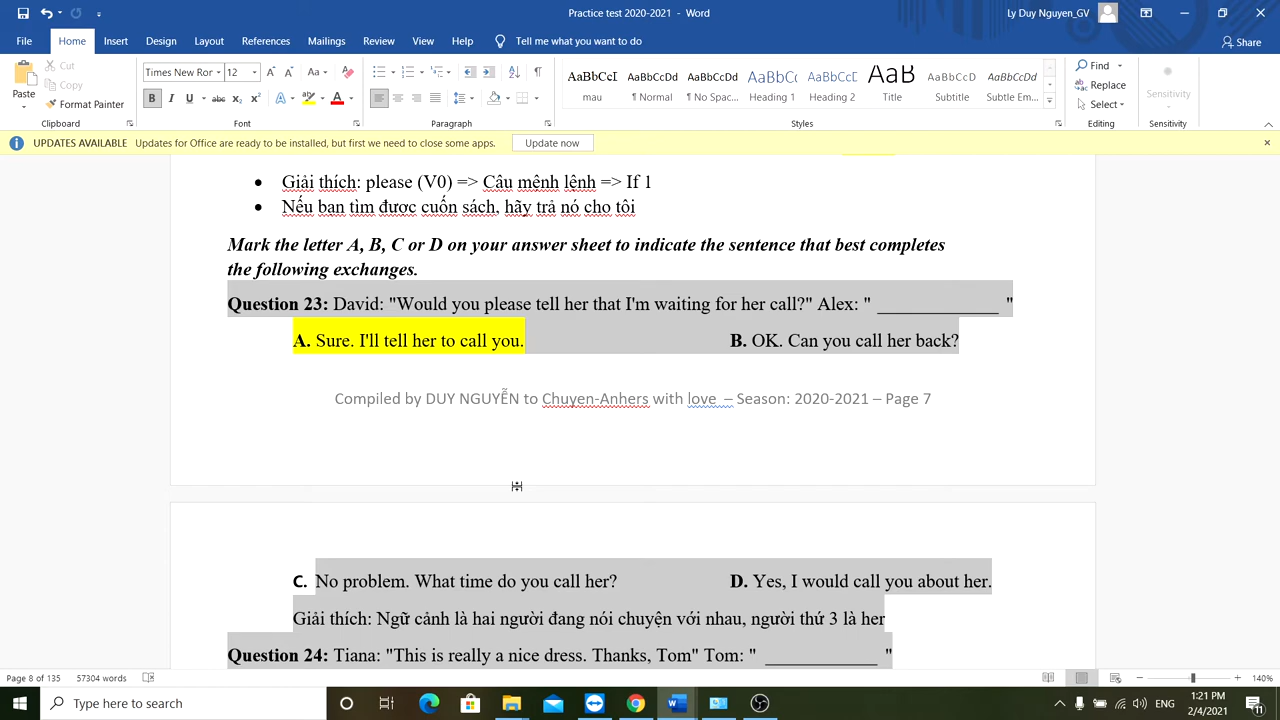 Practice test 2020-2021 - Word
Ly Duy Nguyen_GV
File Home Insert Design Layout References Mailings Review View Help Tell me what you want to do Share
Paste Cut Copy Format Painter Clipboard
Times New Ror 12 Font
Paragraph
AaBbCcI AaBbCcDd AaBbCcDd AaBbC AaBbCcD AaB AaBbCcD AaBbCcDd
mau ¶ Normal ¶ No Spac... Heading 1 Heading 2 Title Subtitle Subtle Em...
Styles
Find Replace Select Editing
Sensitivity Sensitivity
UPDATES AVAILABLE Updates for Office are ready to be installed, but first we need to close some apps. Update now
• Giải thích: please (V0) => Câu mệnh lệnh => If 1
• Nếu bạn tìm được cuốn sách, hãy trả nó cho tôi
Mark the letter A, B, C or D on your answer sheet to indicate the sentence that best completes
the following exchanges.
Question 23: David: "Would you please tell her that I'm waiting for her call?" Alex: " _____________ "
A. Sure. I'll tell her to call you. B. OK. Can you call her back?
Compiled by DUY NGUYỄN to Chuyen-Anhers with love – Season: 2020-2021 – Page 7
C. No problem. What time do you call her? D. Yes, I would call you about her.
Giải thích: Ngữ cảnh là hai người đang nói chuyện với nhau, người thứ 3 là her
Question 24: Tiana: "This is really a nice dress. Thanks, Tom" Tom: " ____________ "
Page 8 of 135 57304 words 140%
Type here to search
1:21 PM
2/4/2021